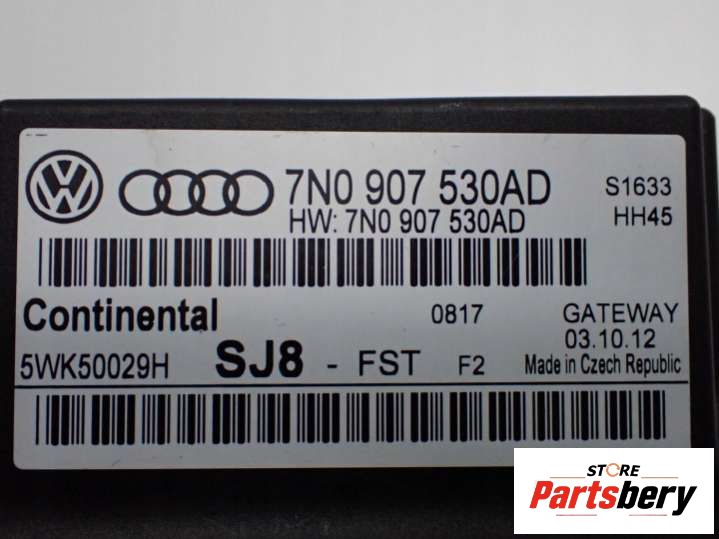 7N0 907 530AD
S1633
HW: 7N0 907 530AD
HH45
Continental
0817
GATEWAY
03.10.12
5WK50029H
SJ8 - FST
F2
Made in Czech Republic
STORE
Partsbery